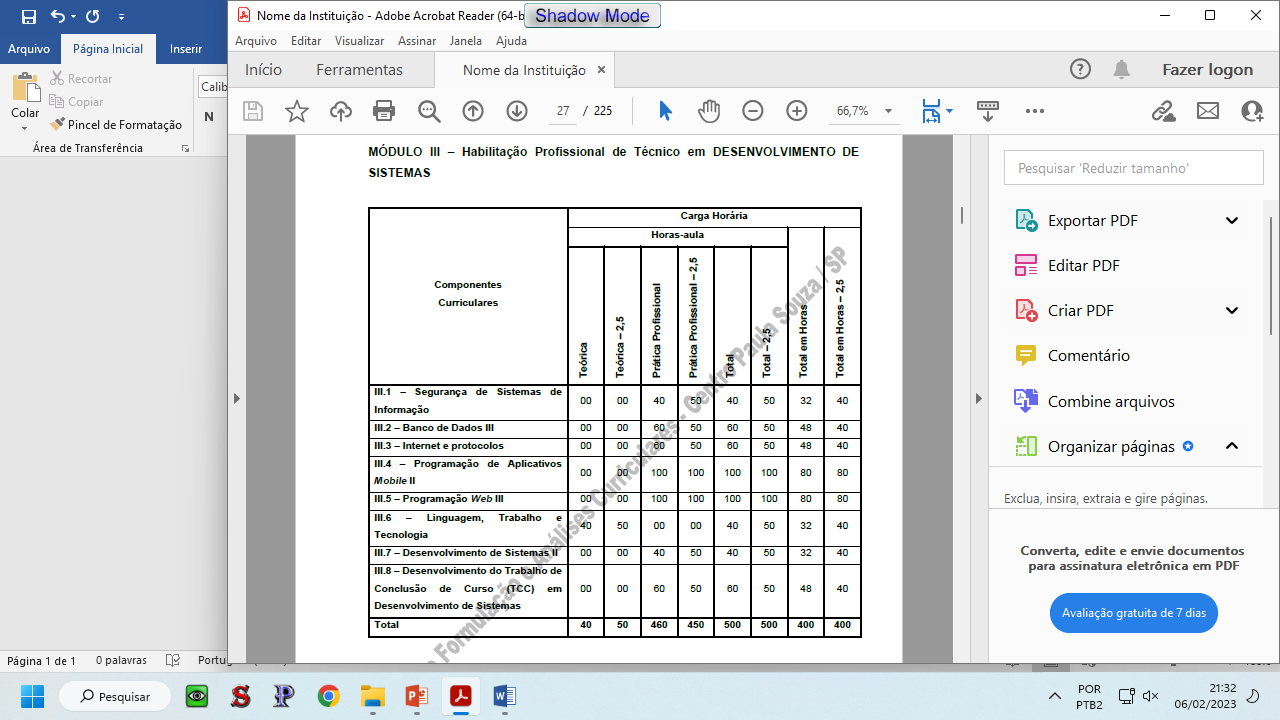 Nome da Instituição - Adobe Acrobat Reader (64-b
Shadow Mode
Arquivo Página Inicial Inserir
Recortar
Copiar
Pincel de Formatação
Colar
Calib
N
Área de Transferência
Arquivo Editar Visualizar Assinar Janela Ajuda
Início Ferramentas Nome da Instituição × Fazer logon
27 / 225 66,7%
MÓDULO III – Habilitação Profissional de Técnico em DESENVOLVIMENTO DE
SISTEMAS
Carga Horária
Horas-aula
Componentes
Curriculares
Teórica
Teórica – 2,5
Prática Profissional
Prática Profissional – 2,5
Total
Total – 2,5
Total em Horas
Total em Horas – 2,5
III.1 – Segurança de Sistemas de
Informação 00 00 40 50 40 50 32 40
III.2 – Banco de Dados III 00 00 60 50 60 50 48 40
III.3 – Internet e protocolos 00 00 60 50 60 50 48 40
III.4 – Programação de Aplicativos
Mobile II 00 00 100 100 100 100 80 80
III.5 – Programação Web III 00 00 100 100 100 100 80 80
III.6 – Linguagem, Trabalho e
Tecnologia 40 50 00 00 40 50 32 40
III.7 – Desenvolvimento de Sistemas II 00 00 40 50 40 50 32 40
III.8 – Desenvolvimento do Trabalho de
Conclusão de Curso (TCC) em
Desenvolvimento de Sistemas 00 00 60 50 60 50 48 40
Total 40 50 460 450 500 500 400 400
Formulação e Análises Curriculares - Centro Paula Souza / SP
Pesquisar 'Reduzir tamanho'
Exportar PDF
Editar PDF
Criar PDF
Comentário
Combine arquivos
Organizar páginas
Exclua, insira, extraia e gire páginas.
Converta, edite e envie documentos
para assinatura eletrônica em PDF
Avaliação gratuita de 7 dias
Página 1 de 1 0 palavras
Pesquisar
POR
PTB2
21:32
06/02/2023